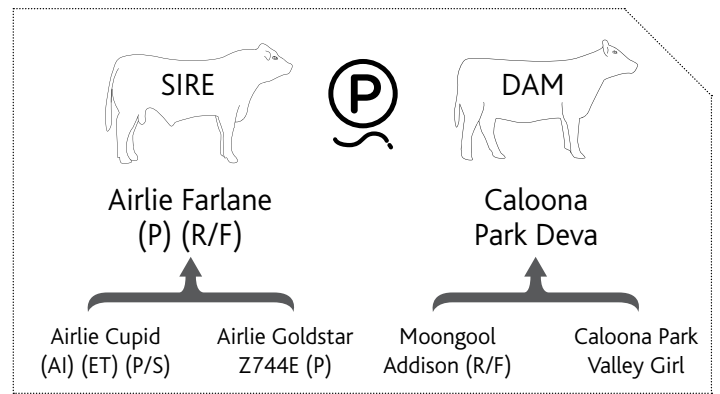 SIRE
P
DAM
Airlie Farlane
(P) (R/F)
Caloona
Park Deva
Airlie Cupid
(AI) (ET) (P/S)
Airlie Goldstar
Z744E (P)
Moongool
Addison (R/F)
Caloona Park
Valley Girl